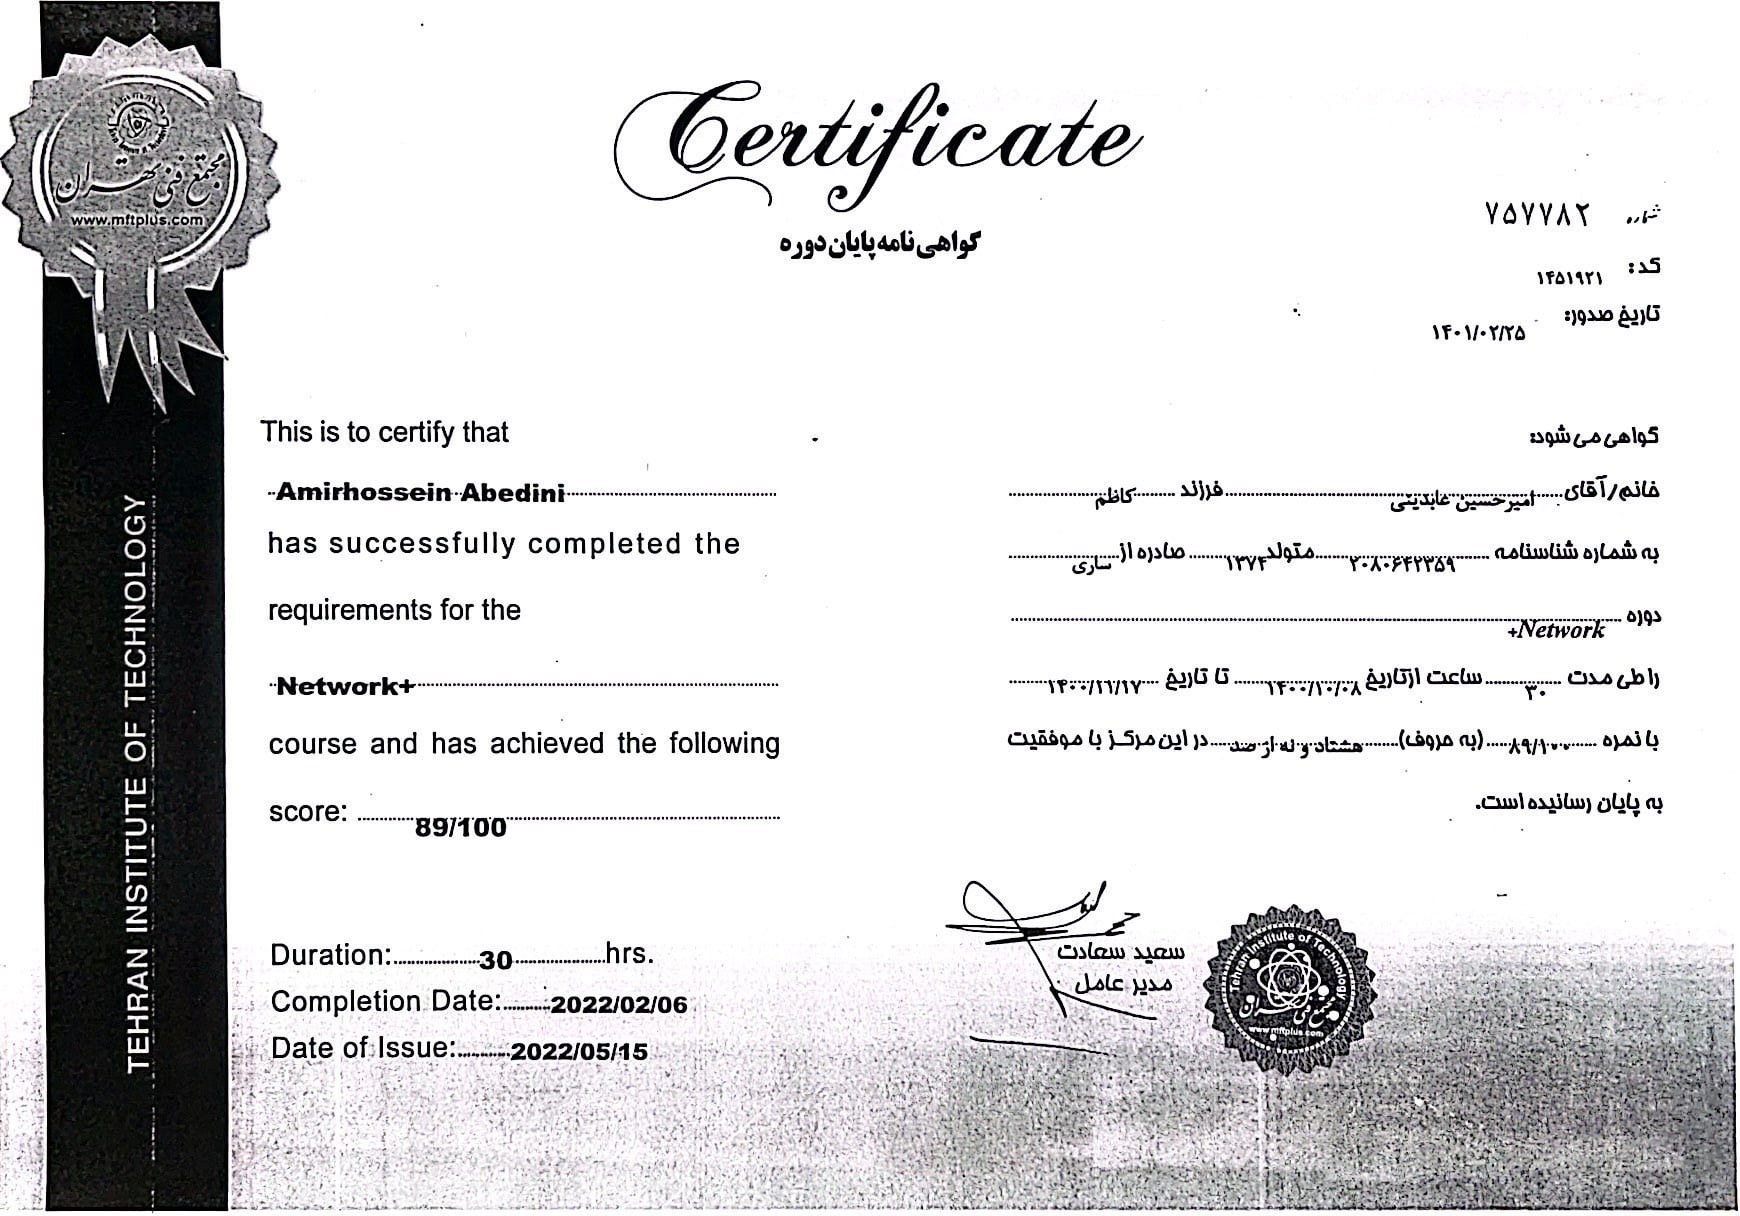 Certificate
گواهی نامه پایان دوره
مجتمع فنی تهران
www.mftplus.com
TEHRAN INSTITUTE OF TECHNOLOGY
شماره ۷۵۷۷۸۲
کد: ۱۴۵۱۹۲۱
تاریخ صدور: ۱۴۰۱/۰۲/۲۵
This is to certify that
Amirhossein Abedini
has successfully completed the
requirements for the
Network+
course and has achieved the following
score: 89/100
Duration: 30 hrs.
Completion Date: 2022/02/06
Date of Issue: 2022/05/15
گواهی می شود:
خانم/آقای امیرحسین عابدینی فرزند کاظم
به شماره شناسنامه ۲۰۸۰۶۴۲۳۵۹ متولد ۱۳۷۴ صادره از ساری
دوره
+Network
را طی مدت ۳۰ ساعت ازتاریخ ۱۴۰۰/۱۰/۰۸ تا تاریخ ۱۴۰۰/۱۱/۱۷
با نمره ۸۹/۱۰۰ (به حروف) هشتاد و نه از صد در این مرکز با موفقیت
به پایان رسانیده است.
سعید سعادت
مدیر عامل
Tehran Institute of Technology
مجتمع فنی تهران
www.mftplus.com